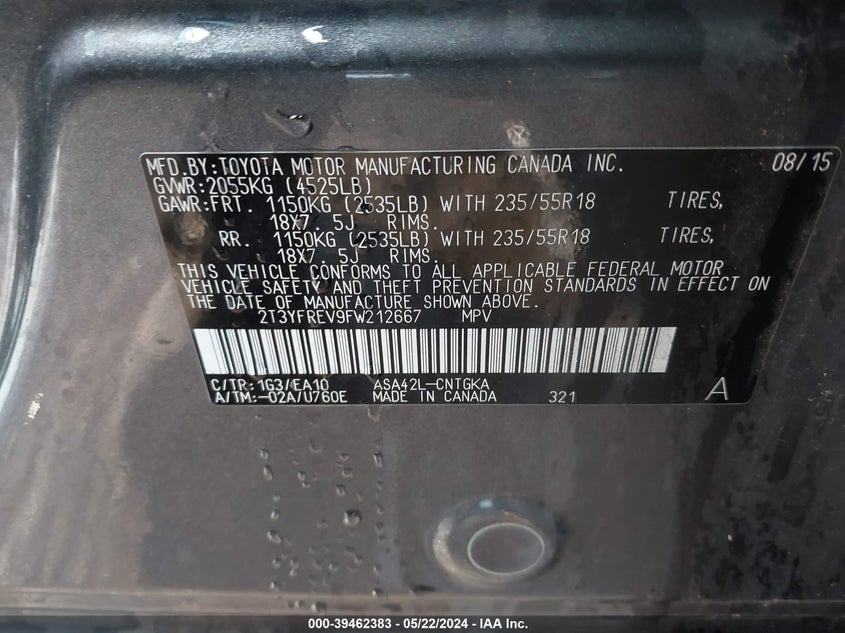 MFD.BY:TOYOTA MOTOR MANUFACTURING CANADA INC. 08/15
GVWR:2055KG (4525LB)
GAWR:FRT. 1150KG (2535LB) WITH 235/55R18 TIRES,
18X7. 5J RIMS.
RR. 1150KG (2535LB) WITH 235/55R18 TIRES,
18X7. 5J RIMS.
THIS VEHICLE CONFORMS TO ALL APPLICABLE FEDERAL MOTOR
VEHICLE SAFETY AND THEFT PREVENTION STANDARDS IN EFFECT ON
THE DATE OF MANUFACTURE SHOWN ABOVE.
2T3YFREV9FW212667 MPV
C/TR:1G3/EA10 ASA42L-CNTGKA
A/TM:-02A/U760E MADE IN CANADA 321 A
000-39462383 - 05/22/2024 - IAA Inc.